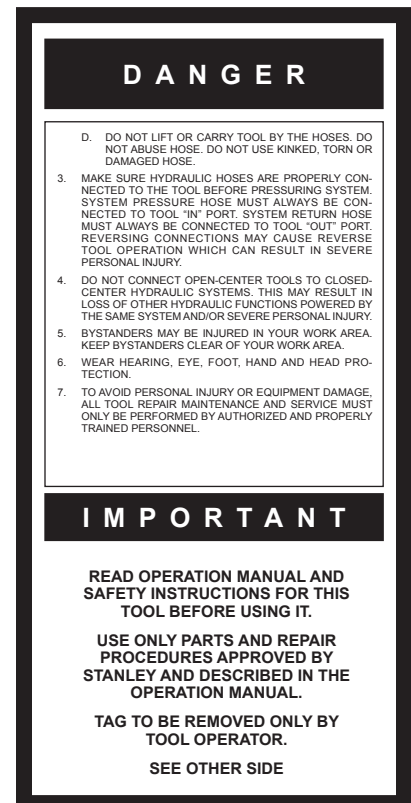 DANGER
D. DO NOT LIFT OR CARRY TOOL BY THE HOSES. DO
NOT ABUSE HOSE. DO NOT USE KINKED, TORN OR
DAMAGED HOSE.
3. MAKE SURE HYDRAULIC HOSES ARE PROPERLY CON-
NECTED TO THE TOOL BEFORE PRESSURING SYSTEM.
SYSTEM PRESSURE HOSE MUST ALWAYS BE CON-
NECTED TO TOOL “IN” PORT. SYSTEM RETURN HOSE
MUST ALWAYS BE CONNECTED TO TOOL “OUT” PORT.
REVERSING CONNECTIONS MAY CAUSE REVERSE
TOOL OPERATION WHICH CAN RESULT IN SEVERE
PERSONAL INJURY.
4. DO NOT CONNECT OPEN-CENTER TOOLS TO CLOSED-
CENTER HYDRAULIC SYSTEMS. THIS MAY RESULT IN
LOSS OF OTHER HYDRAULIC FUNCTIONS POWERED BY
THE SAME SYSTEM AND/OR SEVERE PERSONAL INJURY.
5. BYSTANDERS MAY BE INJURED IN YOUR WORK AREA.
KEEP BYSTANDERS CLEAR OF YOUR WORK AREA.
6. WEAR HEARING, EYE, FOOT, HAND AND HEAD PRO-
TECTION.
7. TO AVOID PERSONAL INJURY OR EQUIPMENT DAMAGE,
ALL TOOL REPAIR MAINTENANCE AND SERVICE MUST
ONLY BE PERFORMED BY AUTHORIZED AND PROPERLY
TRAINED PERSONNEL.
IMPORTANT
READ OPERATION MANUAL AND
SAFETY INSTRUCTIONS FOR THIS
TOOL BEFORE USING IT.
USE ONLY PARTS AND REPAIR
PROCEDURES APPROVED BY
STANLEY AND DESCRIBED IN THE
OPERATION MANUAL.
TAG TO BE REMOVED ONLY BY
TOOL OPERATOR.
SEE OTHER SIDE